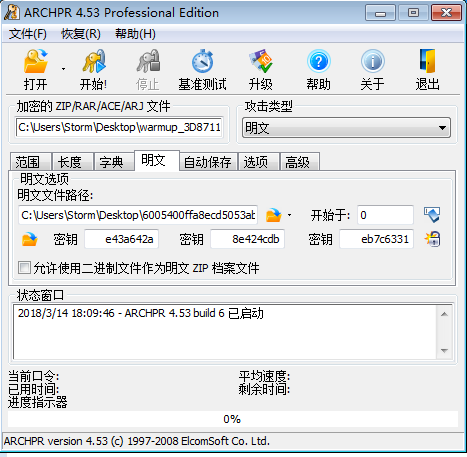 ARCHPR 4.53 Professional Edition
文件(F) 恢复(R) 帮助(H)
打开 开始! 停止 基准测试 升级 帮助 关于 退出
加密的 ZIP/RAR/ACE/ARJ 文件 攻击类型
C:\Users\Storm\Desktop\warmup_3D8711 明文
范围 长度 字典 明文 自动保存 选项 高级
明文选项
明文文件路径:
C:\Users\Storm\Desktop\6005400ffa8ecd5053ab 开始于: 0
密钥 e43a642a 密钥 8e424cdb 密钥 eb7c6331
允许使用二进制文件作为明文 ZIP 档案文件
状态窗口
2018/3/14 18:09:46 - ARCHPR 4.53 build 6 已启动
当前口令: 平均速度:
已用时间: 剩余时间:
进度指示器
0%
ARCHPR version 4.53 (c) 1997-2008 ElcomSoft Co. Ltd.